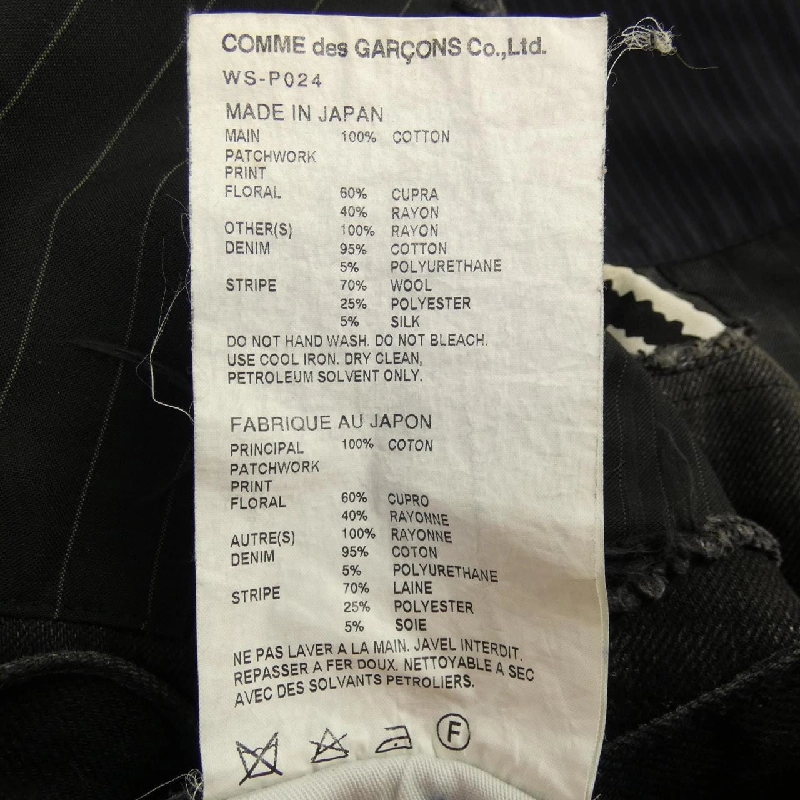 COMME des GARÇONS Co.,Ltd.
WS-P024
MADE IN JAPAN
MAIN 100% COTTON
PATCHWORK
PRINT
FLORAL 60% CUPRA
40% RAYON
OTHER(S) 100% RAYON
DENIM 95% COTTON
5% POLYURETHANE
STRIPE 70% WOOL
25% POLYESTER
5% SILK
DO NOT HAND WASH. DO NOT BLEACH.
USE COOL IRON. DRY CLEAN,
PETROLEUM SOLVENT ONLY.
FABRIQUE AU JAPON
PRINCIPAL 100% COTON
PATCHWORK
PRINT
FLORAL 60% CUPRO
40% RAYONNE
AUTRE(S) 100% RAYONNE
DENIM 95% COTON
5% POLYURETHANE
STRIPE 70% LAINE
25% POLYESTER
5% SOIE
NE PAS LAVER A LA MAIN. JAVEL INTERDIT.
REPASSER A FER DOUX. NETTOYABLE A SEC
AVEC DES SOLVANTS PETROLIERS.
F